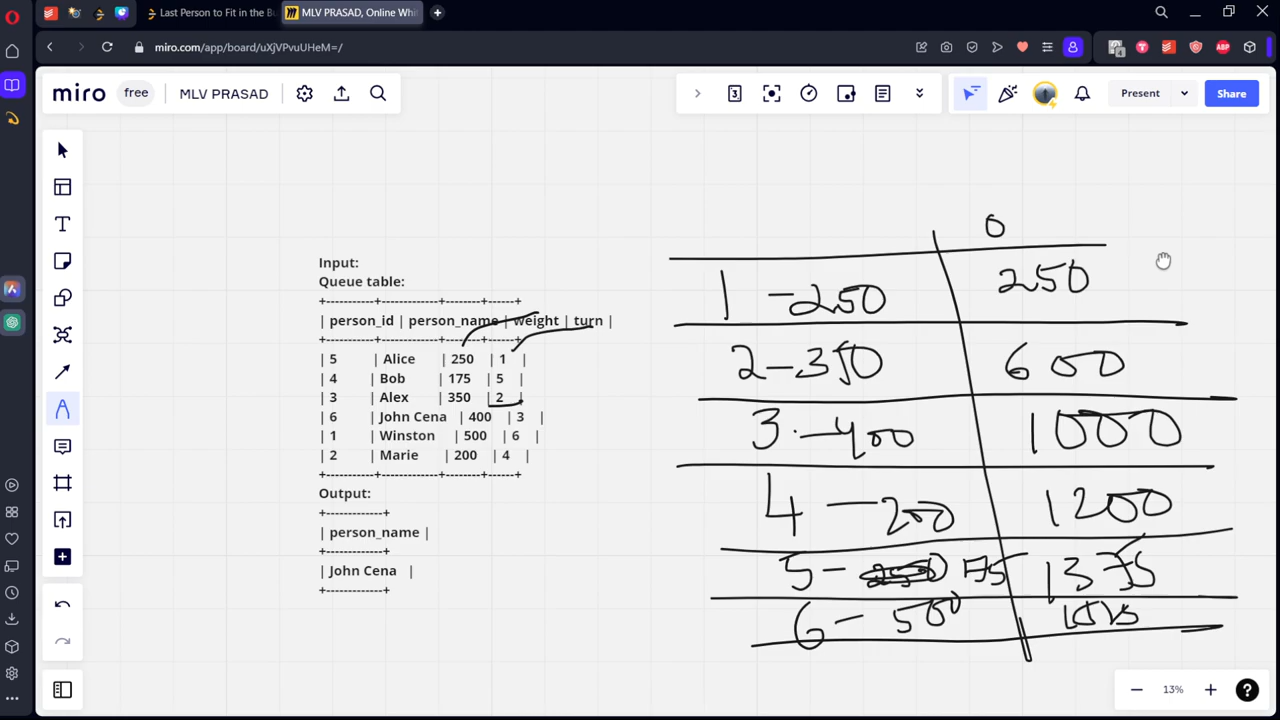 Last Person to Fit in the Bu
MLV PRASAD, Online Whi
miro.com/app/board/uXjVPvuUHeM=/
miro free MLV PRASAD
Present Share
Input:
Queue table:
+-----------+-------------+--------+------+
| person_id | person_name | weight | turn |
+-----------+-------------+--------+------+
| 5 | Alice | 250 | 1 |
| 4 | Bob | 175 | 5 |
| 3 | Alex | 350 | 2 |
| 6 | John Cena | 400 | 3 |
| 1 | Winston | 500 | 6 |
| 2 | Marie | 200 | 4 |
+-----------+-------------+--------+------+
Output:
+-------------+
| person_name |
+-------------+
| John Cena |
+-------------+
0
1 - 250 250
2 - 350 600
3 - 400 1000
4 - 200 1200
5 - 175 1375
6 - 500
13%